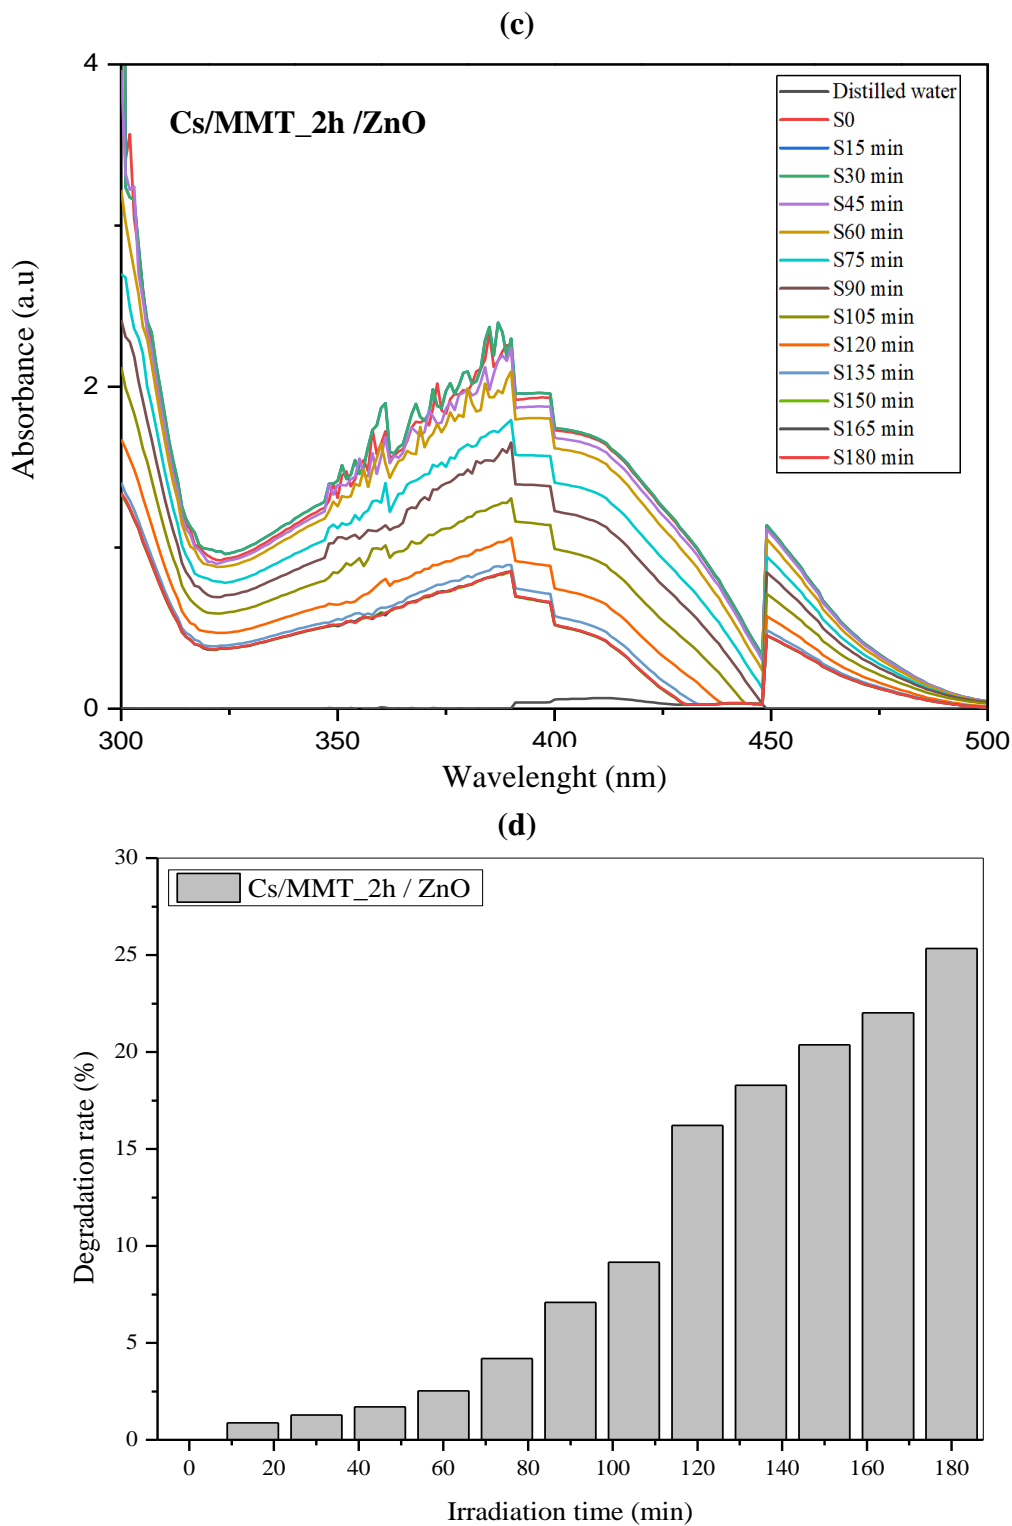 (c)
4
2
0
Absorbance (a.u)
Cs/MMT_2h /ZnO
Distilled water
S0
S15 min
S30 min
S45 min
S60 min
S75 min
S90 min
S105 min
S120 min
S135 min
S150 min
S165 min
S180 min
300 350 400 450 500
Wavelenght (nm)
(d)
30
25
20
15
10
5
0
Degradation rate (%)
Cs/MMT_2h / ZnO
0 20 40 60 80 100 120 140 160 180
Irradiation time (min)